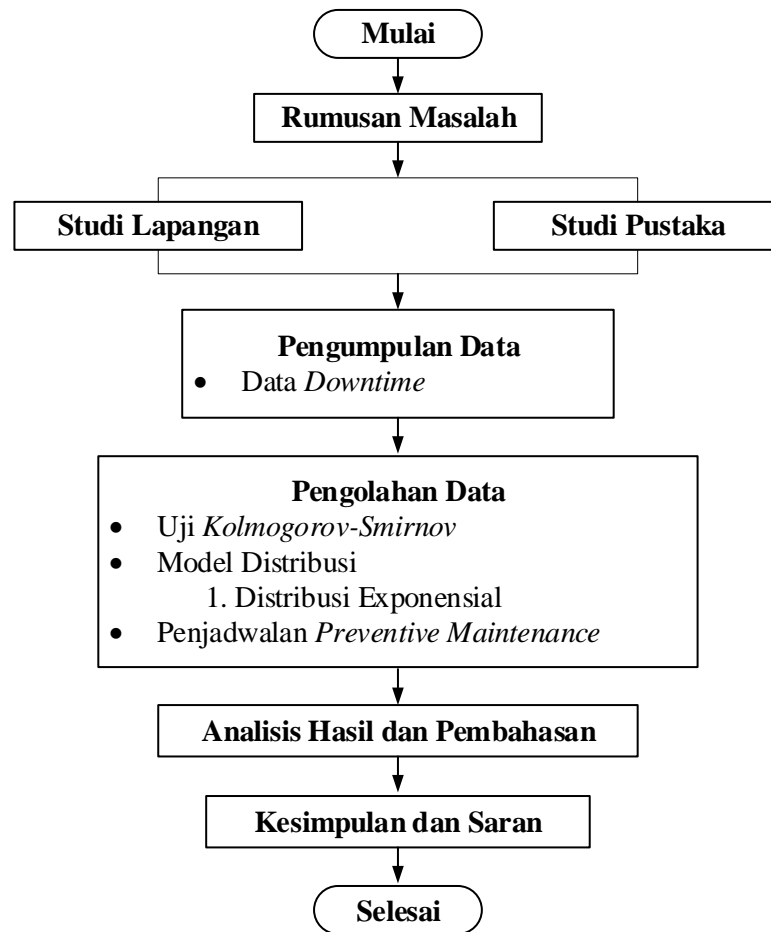 Mulai
Rumusan Masalah
Studi Lapangan
Studi Pustaka
Pengumpulan Data
• Data Downtime
Pengolahan Data
• Uji Kolmogorov-Smirnov
• Model Distribusi
1. Distribusi Exponensial
• Penjadwalan Preventive Maintenance
Analisis Hasil dan Pembahasan
Kesimpulan dan Saran
Selesai